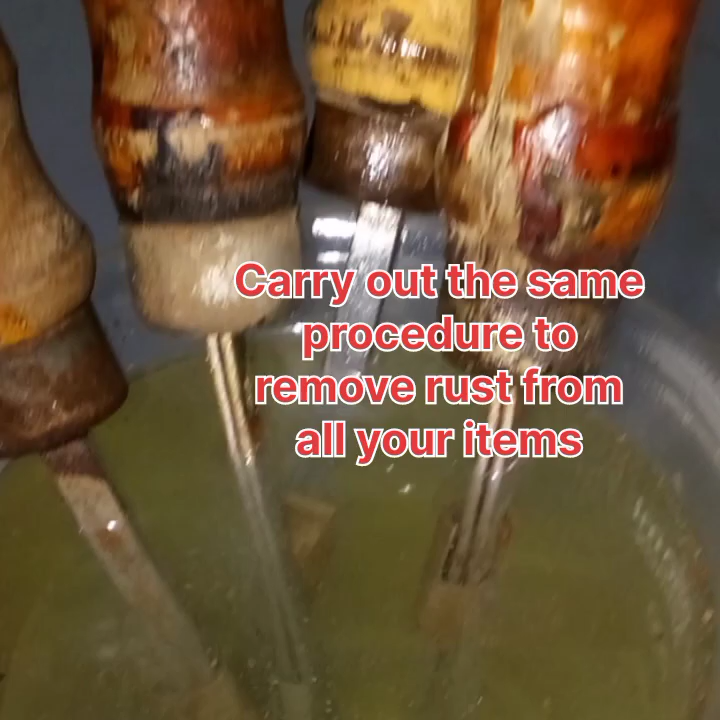 Carry out the same
procedure to
remove rust from
all your items